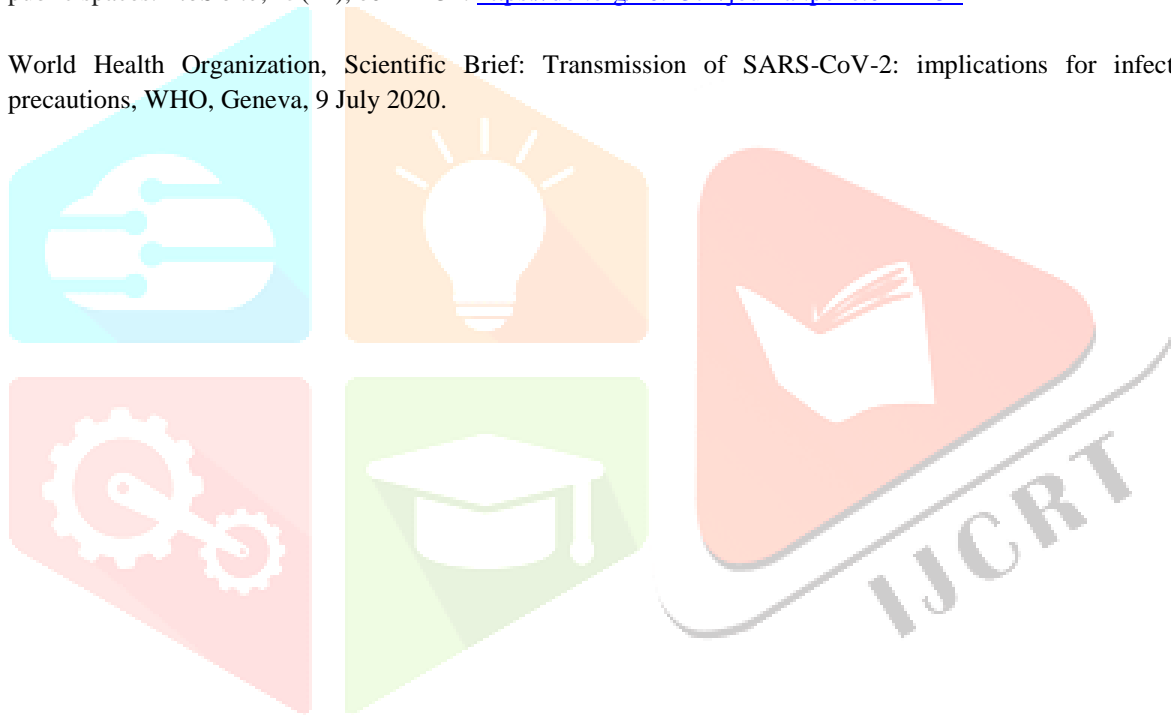 World Health Organization, Scientific Brief: Transmission of SARS-CoV-2: implications for infect
precautions, WHO, Geneva, 9 July 2020.
IJCRT